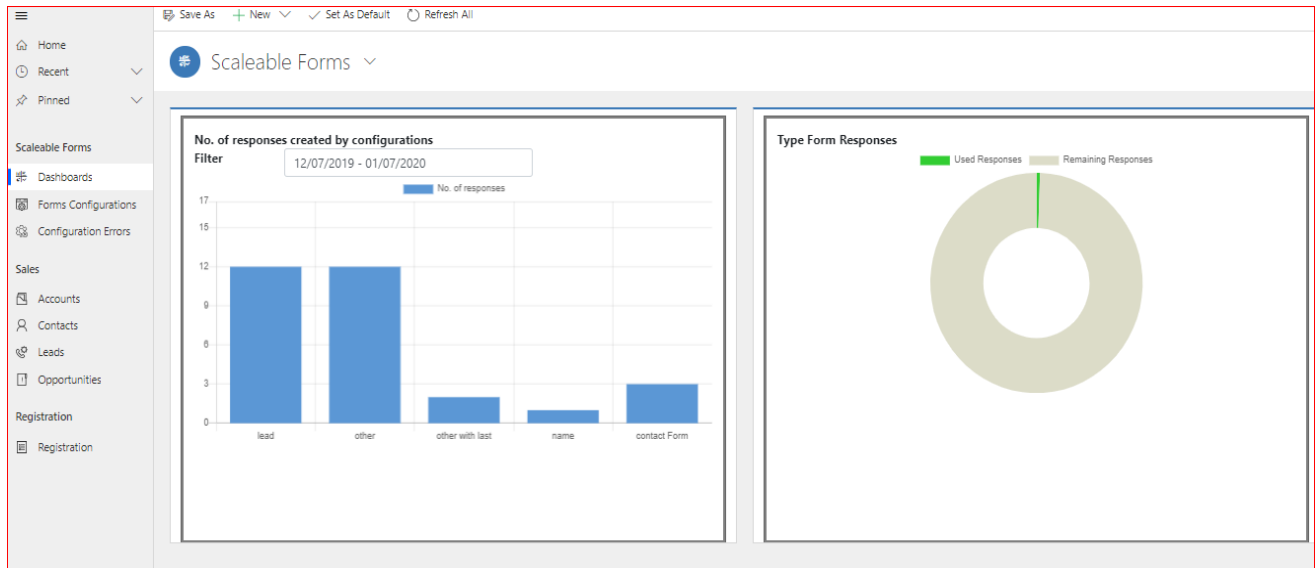 Save As New Set As Default Refresh All
Home
Recent
Pinned
Scaleable Forms
Dashboards
Forms Configurations
Configuration Errors
Sales
Accounts
Contacts
Leads
Opportunities
Registration
Registration
Scaleable Forms
No. of responses created by configurations
Filter 12/07/2019 - 01/07/2020
No. of responses
17
15
12
9
6
3
0
lead other other with last name contact Form
Type Form Responses
Used Responses Remaining Responses